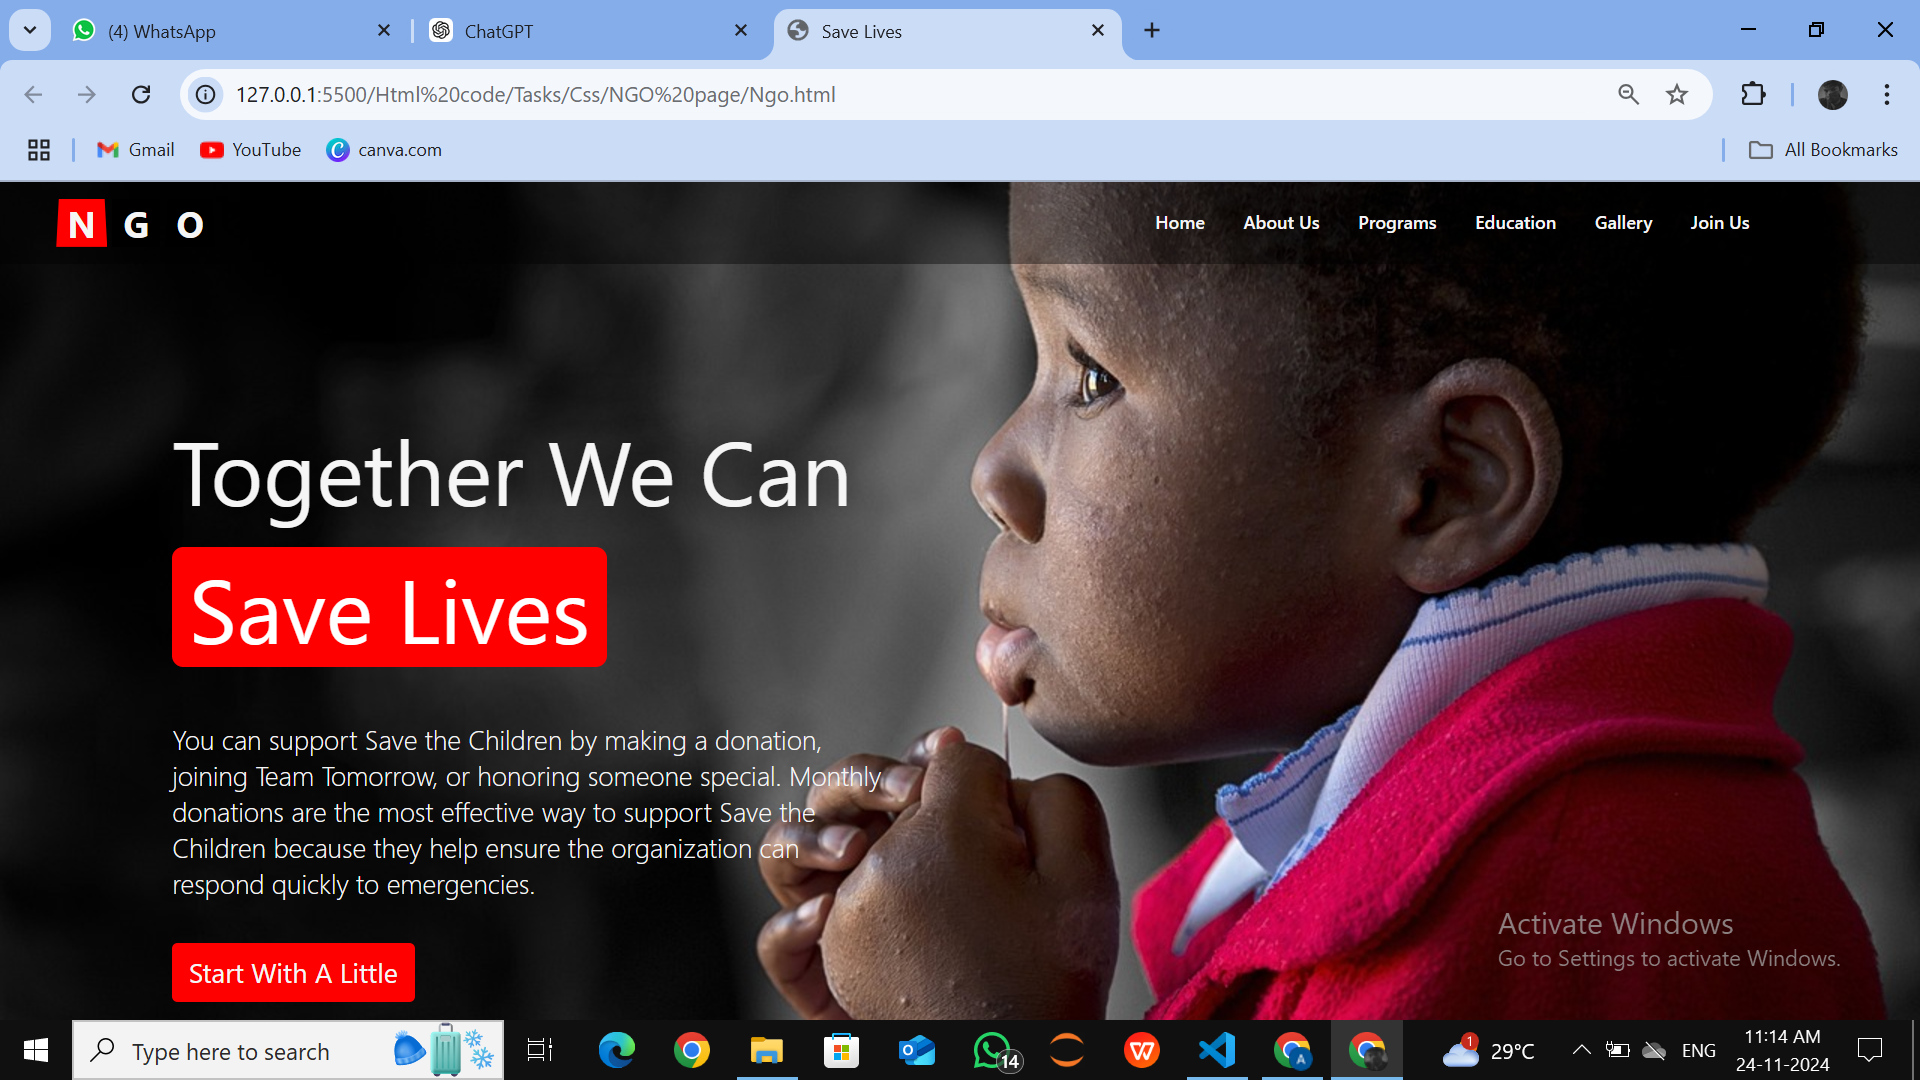 (4) WhatsApp
ChatGPT
Save Lives
127.0.0.1:5500/Html%20code/Tasks/Css/NGO%20page/Ngo.html
Gmail
YouTube
canva.com
All Bookmarks
N G O
Home
About Us
Programs
Education
Gallery
Join Us
Together We Can
Save Lives
You can support Save the Children by making a donation,
joining Team Tomorrow, or honoring someone special. Monthly
donations are the most effective way to support Save the
Children because they help ensure the organization can
respond quickly to emergencies.
Start With A Little
Activate Windows
Go to Settings to activate Windows.
Type here to search
14
A
1
29°C
ENG
11:14 AM
24-11-2024